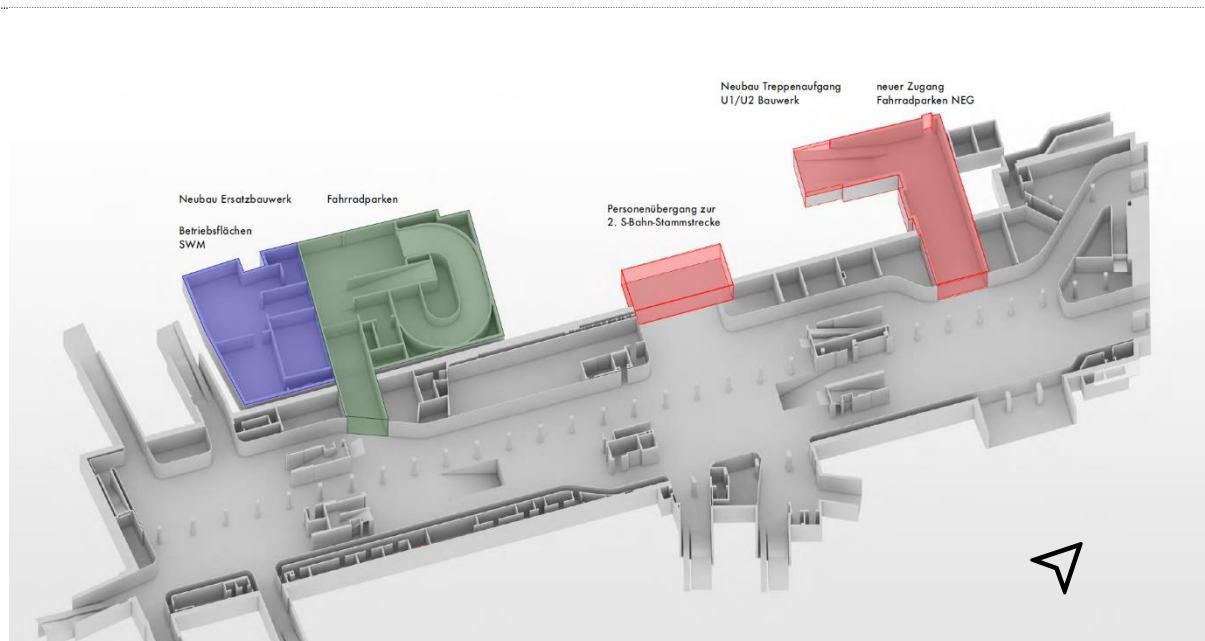 Neubau Treppenaufgang
U1/U2 Bauwerk
neuer Zugang
Fahrradparken NEG
Neubau Ersatzbauwerk
Fahrradparken
Betriebsflächen
SWM
Personenübergang zur
2. S-Bahn-Stammstrecke